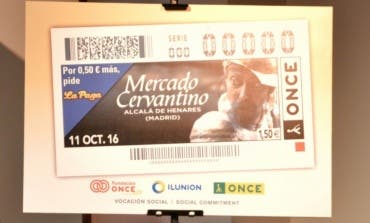 SERIE
000
00000
Por 0,50 € más,
pide
La Paga
Mercado
Cervantino
ALCALÁ DE HENARES
(MADRID)
11 OCT. 16
1,50€
ONCE
Fundación
ONCE
ILUNION
ONCE
VOCACIÓN SOCIAL | SOCIAL COMMITMENT